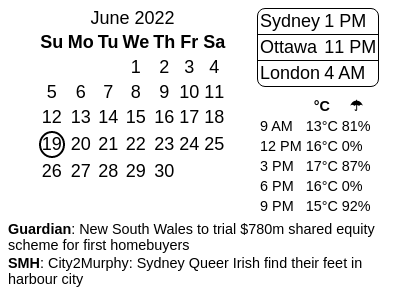 June 2022
Su Mo Tu We Th Fr Sa
1 2 3 4
5 6 7 8 9 10 11
12 13 14 15 16 17 18
19 20 21 22 23 24 25
26 27 28 29 30
Sydney 1 PM
Ottawa 11 PM
London 4 AM
°C ☂
9 AM 13°C 81%
12 PM 16°C 0%
3 PM 17°C 87%
6 PM 16°C 0%
9 PM 15°C 92%
Guardian: New South Wales to trial $780m shared equity
scheme for first homebuyers
SMH: City2Murphy: Sydney Queer Irish find their feet in
harbour city